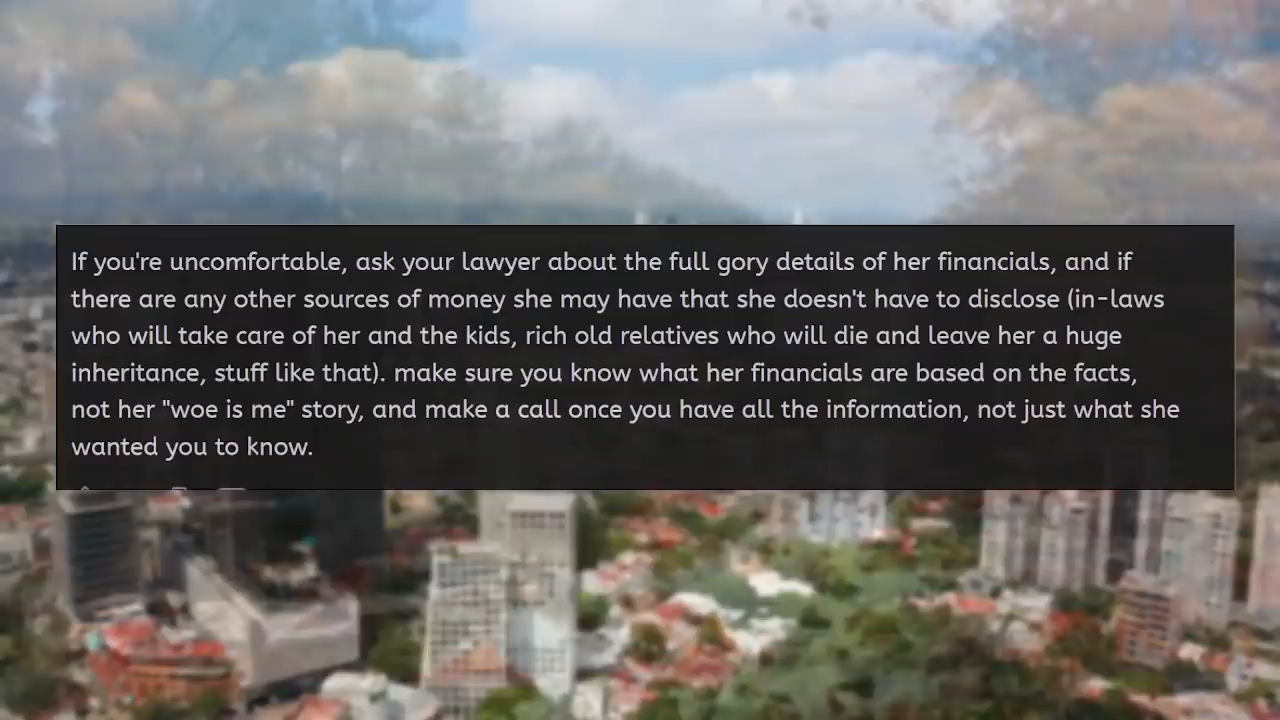 If you're uncomfortable, ask your lawyer about the full gory details of her financials, and if
there are any other sources of money she may have that she doesn't have to disclose (in-laws
who will take care of her and the kids, rich old relatives who will die and leave her a huge
inheritance, stuff like that). make sure you know what her financials are based on the facts,
not her "woe is me" story, and make a call once you have all the information, not just what she
wanted you to know.